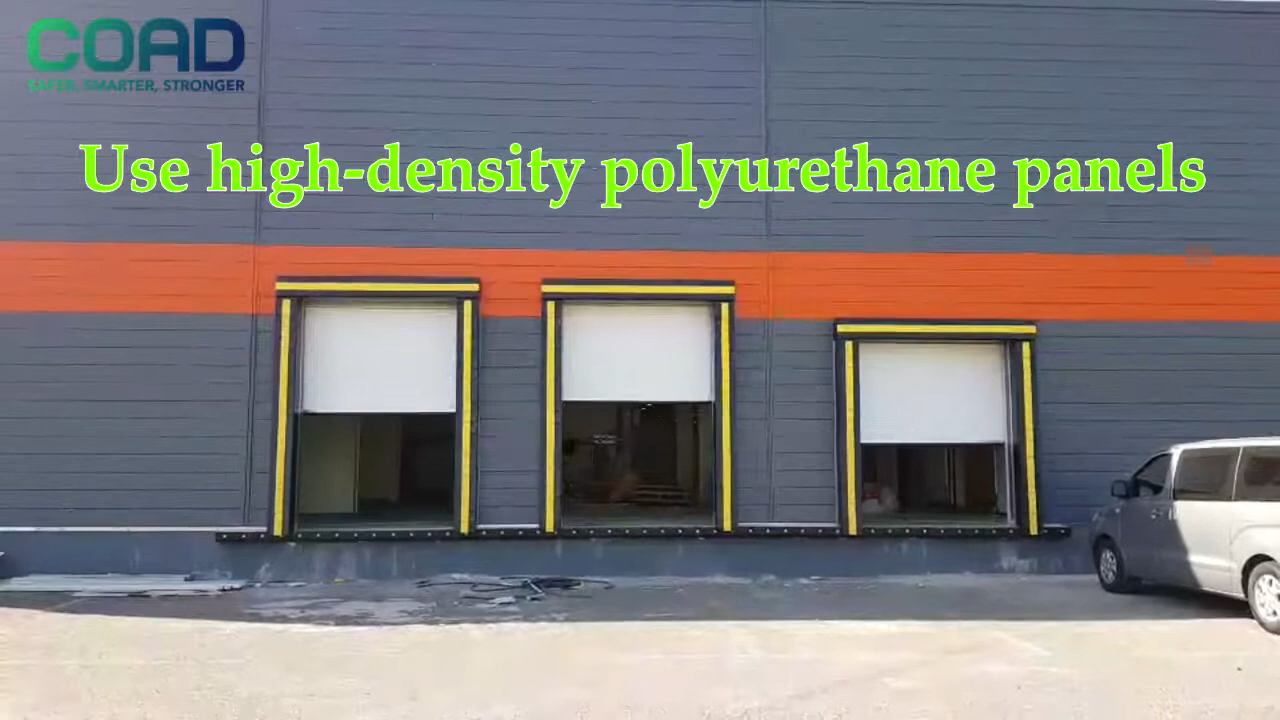 COAD
SAFER, SMARTER, STRONGER
Use high-density polyurethane panels